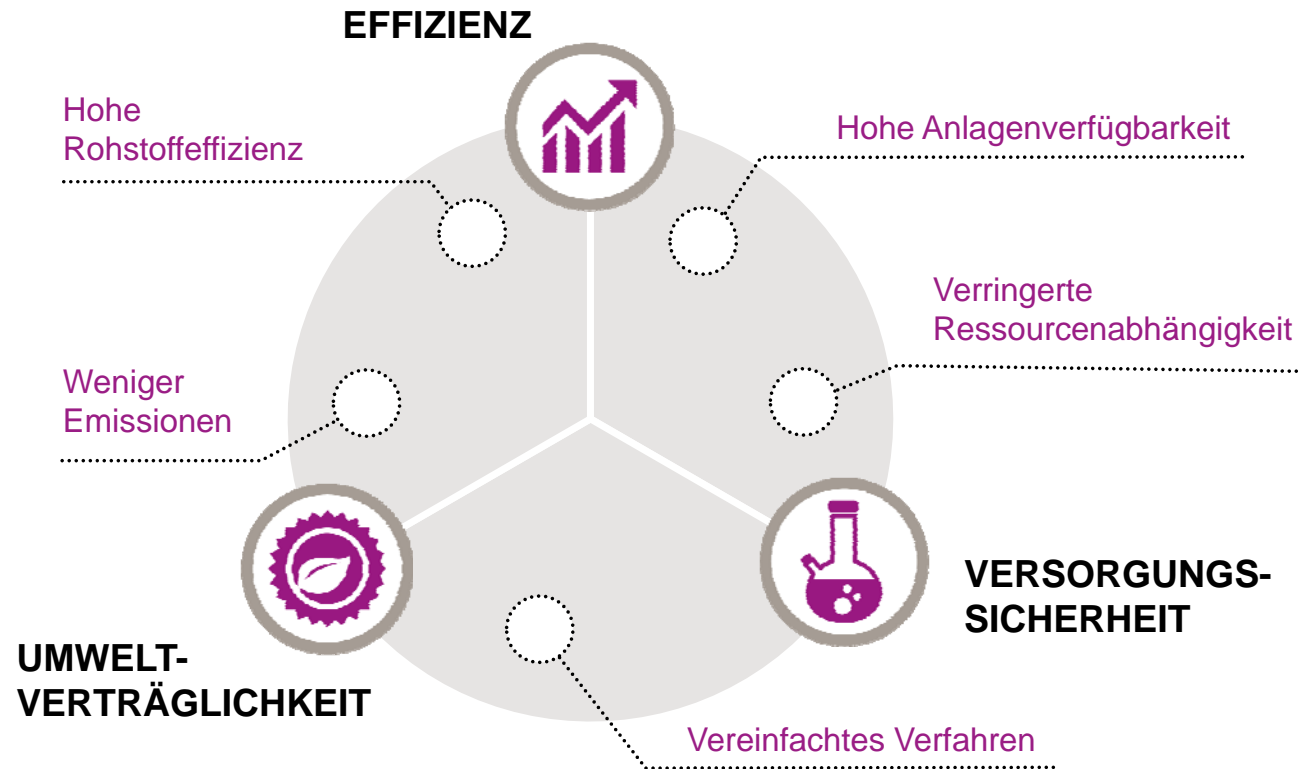 EFFIZIENZ
Hohe
Rohstoffeffizienz
Hohe Anlagenverfügbarkeit
Verringerte
Ressourcenabhängigkeit
Weniger
Emissionen
VERSORGUNGS-
SICHERHEIT
UMWELT-
VERTRÄGLICHKEIT
Vereinfachtes Verfahren